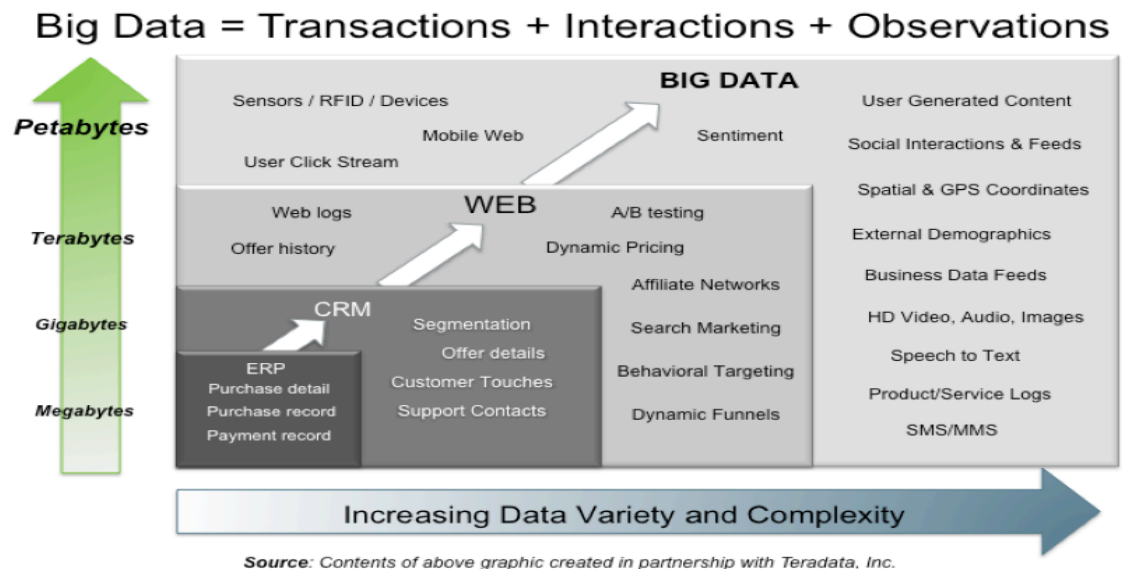 Big Data = Transactions + Interactions + Observations
BIG DATA
Petabytes
Sensors / RFID / Devices
Mobile Web
User Click Stream
Sentiment
User Generated Content
Social Interactions & Feeds
Spatial & GPS Coordinates
External Demographics
Business Data Feeds
HD Video, Audio, Images
Speech to Text
Product/Service Logs
SMS/MMS
Terabytes
WEB
Web logs
Offer history
A/B testing
Dynamic Pricing
Affiliate Networks
Search Marketing
Behavioral Targeting
Dynamic Funnels
Gigabytes
CRM
Segmentation
Offer details
Customer Touches
Support Contacts
Megabytes
ERP
Purchase detail
Purchase record
Payment record
Increasing Data Variety and Complexity
Source: Contents of above graphic created in partnership with Teradata, Inc.